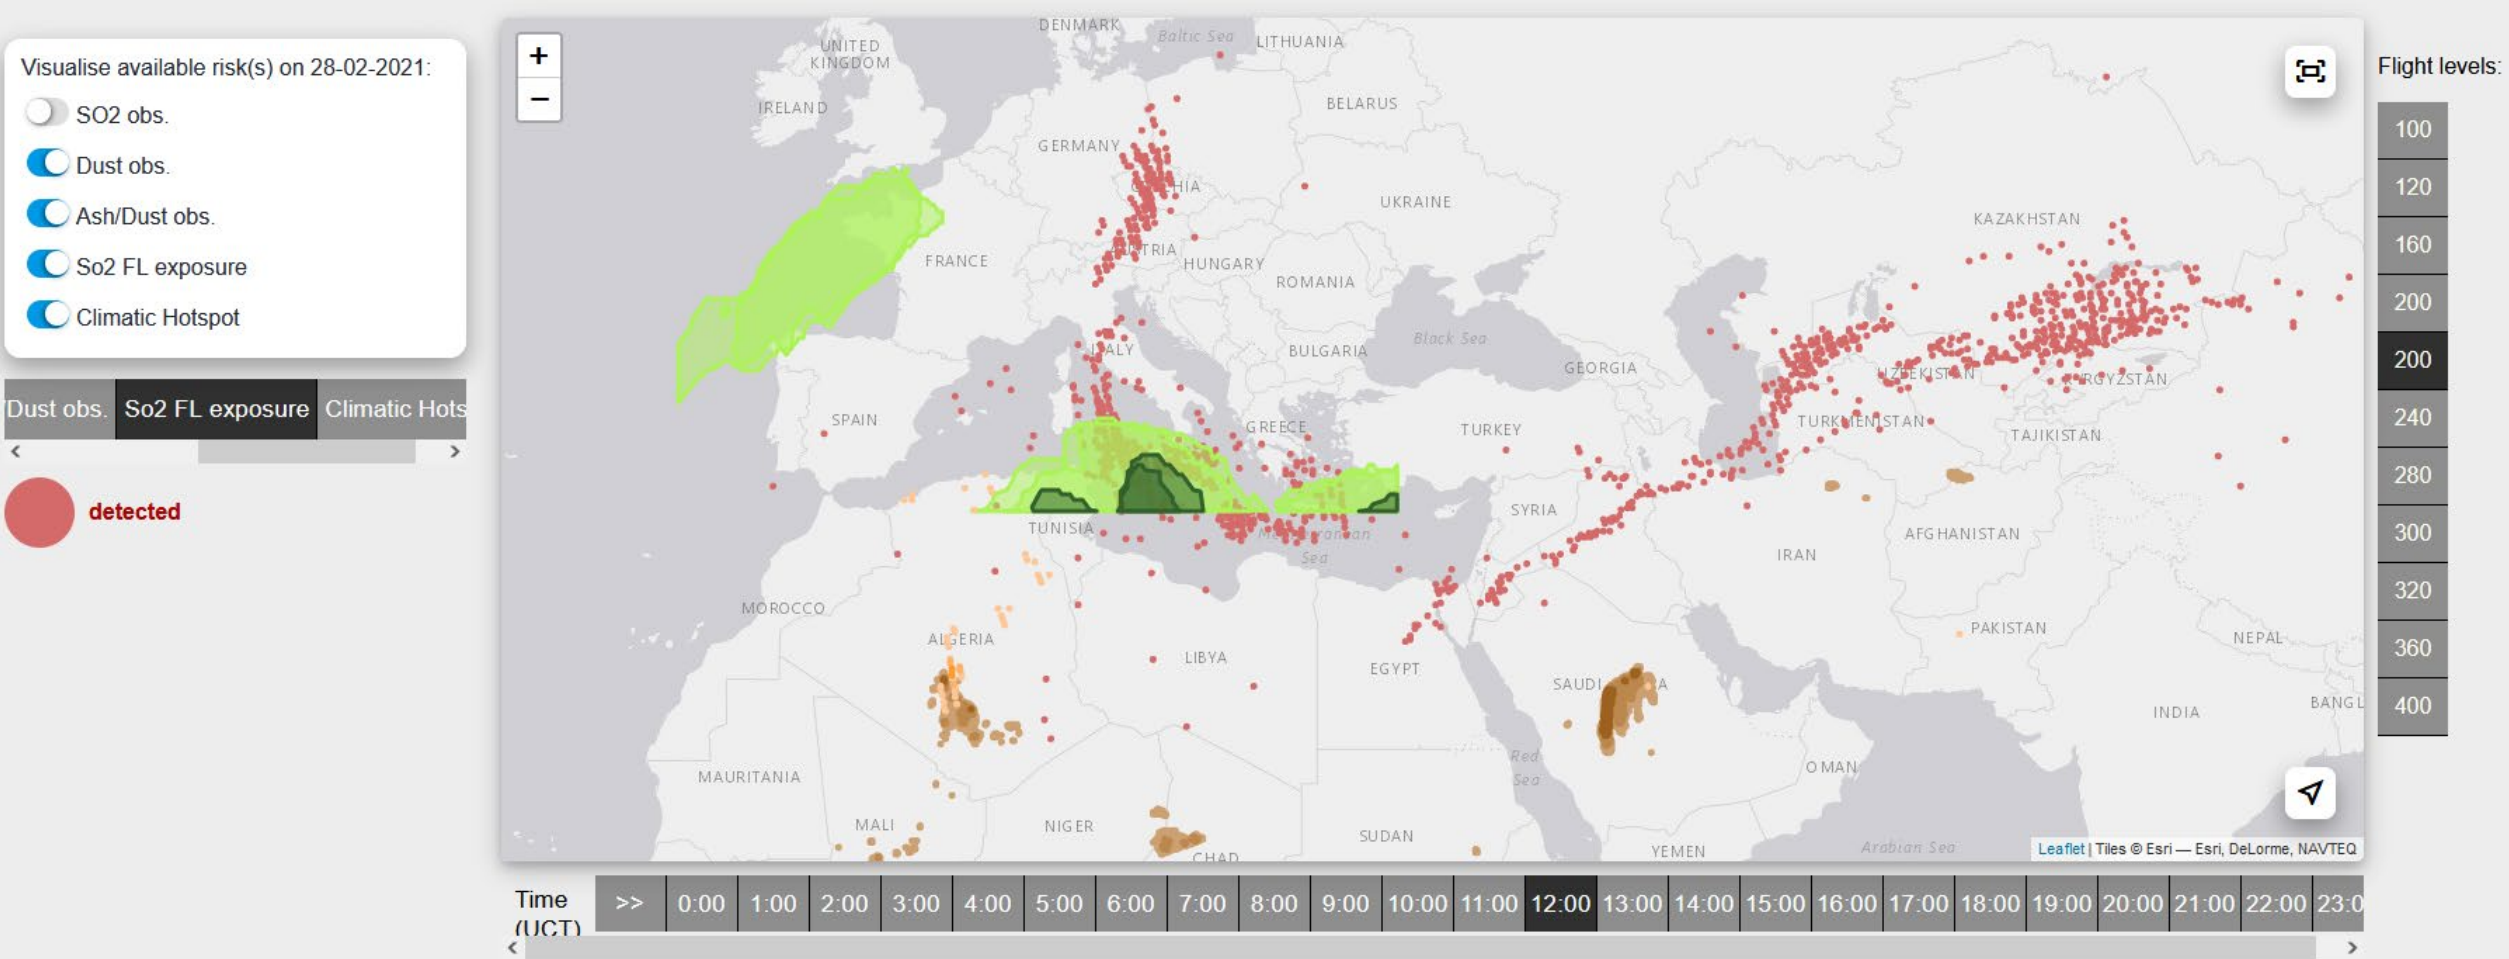 Visualise available risk(s) on 28-02-2021:
SO2 obs.
Dust obs.
Ash/Dust obs.
So2 FL exposure
Climatic Hotspot
/Dust obs. So2 FL exposure Climatic Hots
detected
+
−
DENMARK
Baltic Sea
LITHUANIA
UNITED
KINGDOM
IRELAND
BELARUS
GERMANY
UKRAINE
KAZAKHSTAN
FRANCE
HUNGARY
ROMANIA
ITALY
Black Sea
BULGARIA
GEORGIA
UZBEKISTAN
KYRGYZSTAN
SPAIN
GREECE
TURKEY
TURKMENISTAN
TAJIKISTAN
SYRIA
TUNISIA
Mediterranean
Sea
AFGHANISTAN
IRAN
MOROCCO
ALGERIA
LIBYA
EGYPT
PAKISTAN
NEPAL
SAUDI
INDIA
BANGL
MAURITANIA
Red
Sea
OMAN
MALI
NIGER
SUDAN
CHAD
YEMEN
Arabian Sea
Leaflet | Tiles © Esri — Esri, DeLorme, NAVTEQ
Flight levels:
100
120
160
200
200
240
280
300
320
360
400
Time
(UCT)
>> 0:00 1:00 2:00 3:00 4:00 5:00 6:00 7:00 8:00 9:00 10:00 11:00 12:00 13:00 14:00 15:00 16:00 17:00 18:00 19:00 20:00 21:00 22:00 23:0